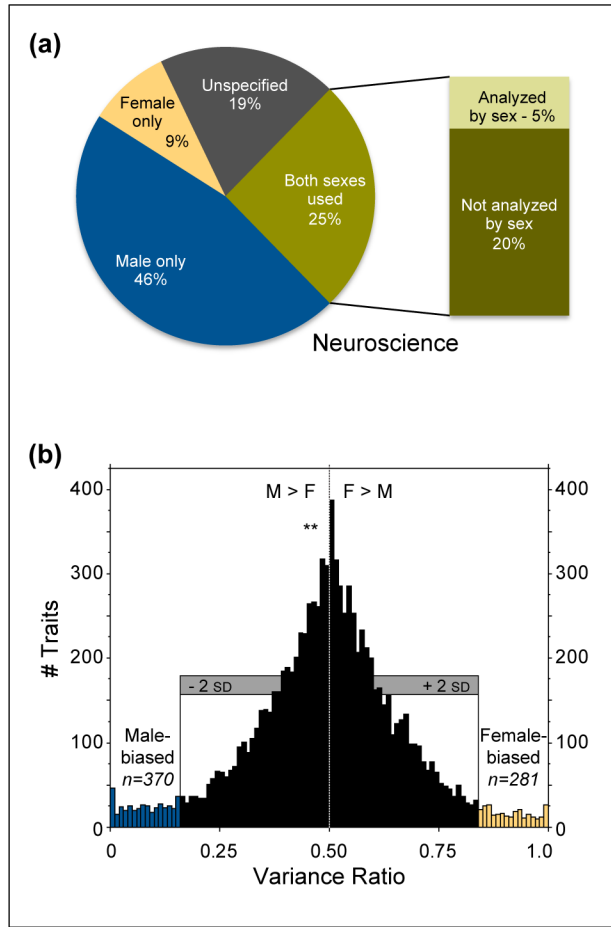 (a)
Unspecified
19%
Female
only
9%
Both sexes
used
25%
Male only
46%
Analyzed
by sex - 5%
Not analyzed
by sex
20%
Neuroscience
(b)
M > F
F > M
**
400
300
200
100
0
# Traits
- 2 SD
+ 2 SD
Male-
biased
n=370
Female-
biased
n=281
400
300
200
100
0
0
0.25
0.50
0.75
1.0
Variance Ratio